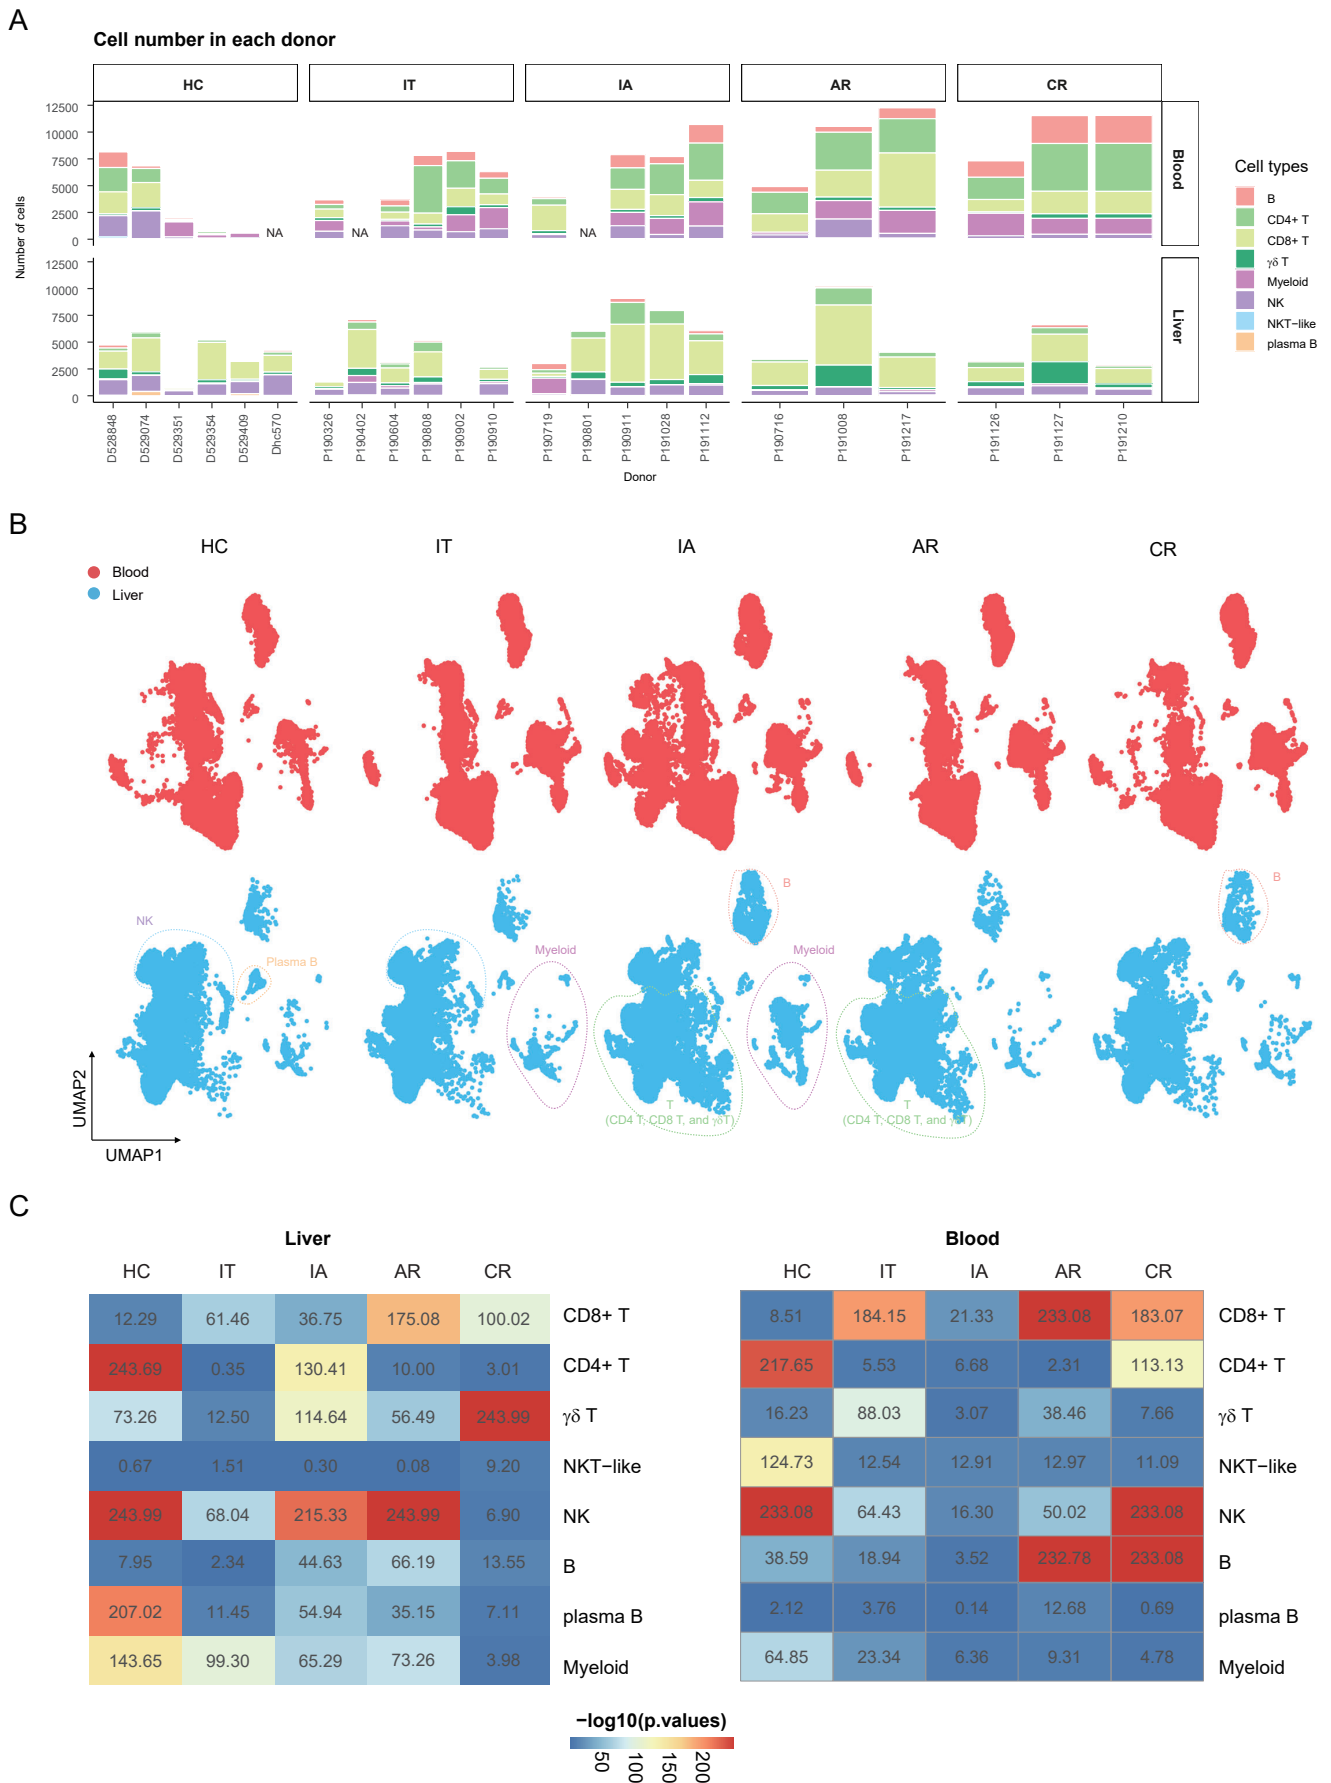 A
Cell number in each donor
HC IT IA AR CR
Number of cells
12500
10000
7500
5000
2500
0
NA NA NA
Blood
12500
10000
7500
5000
2500
0
Liver
D528848 D529074 D529351 D529354 D529409 Dhc570 P190326 P190402 P190604 P190808 P190902 P190910 P190719 P190801 P190911 P191028 P191112 P190716 P191008 P191217 P191126 P191127 P191210
Donor
Cell types
B
CD4+ T
CD8+ T
γδ T
Myeloid
NK
NKT−like
plasma B
B
HC IT IA AR CR
Blood
Liver
B B
NK
Myeloid Myeloid
Plasma B
T T
(CD4 T, CD8 T, and γδT) (CD4 T, CD8 T, and γδT)
UMAP2
UMAP1
C
Liver
HC IT IA AR CR
12.29 61.46 36.75 175.08 100.02 CD8+ T
243.69 0.35 130.41 10.00 3.01 CD4+ T
73.26 12.50 114.64 56.49 243.99 γδ T
0.67 1.51 0.30 0.08 9.20 NKT−like
243.99 68.04 215.33 243.99 6.90 NK
7.95 2.34 44.63 66.19 13.55 B
207.02 11.45 54.94 35.15 7.11 plasma B
143.65 99.30 65.29 73.26 3.98 Myeloid
Blood
HC IT IA AR CR
8.51 184.15 21.33 233.08 183.07 CD8+ T
217.65 5.53 6.68 2.31 113.13 CD4+ T
16.23 88.03 3.07 38.46 7.66 γδ T
124.73 12.54 12.91 12.97 11.09 NKT−like
233.08 64.43 16.30 50.02 233.08 NK
38.59 18.94 3.52 232.78 233.08 B
2.12 3.76 0.14 12.68 0.69 plasma B
64.85 23.34 6.36 9.31 4.78 Myeloid
−log10(p.values)
50 100 150 200